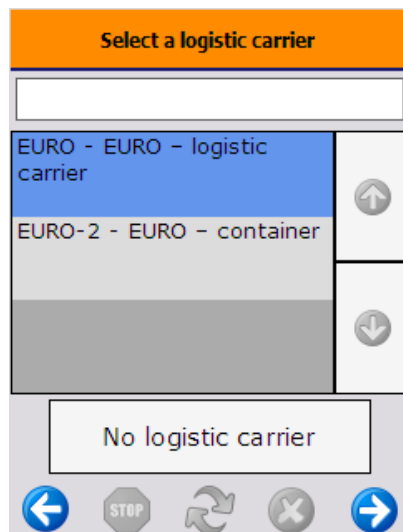 Select a logistic carrier
EURO - EURO – logistic
carrier
EURO-2 - EURO – container
No logistic carrier
STOP